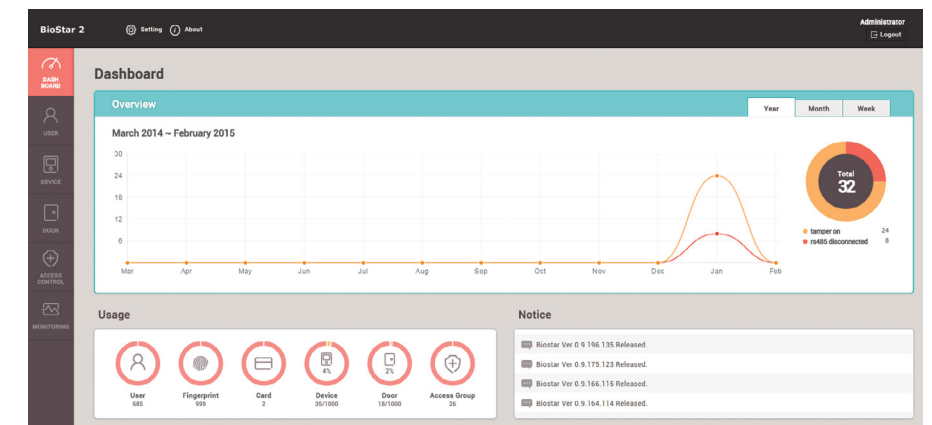 BioStar 2
Setting
About
Administrator
Logout
DASH
BOARD
USER
DEVICE
DOOR
ACCESS
CONTROL
MONITORING
Dashboard
Overview
Year
Month
Week
March 2014 ~ February 2015
30
24
18
12
6
Mar
Apr
May
Jun
Jul
Aug
Sep
Oct
Nov
Dec
Jan
Feb
Total
32
tamper on 24
rs485 disconnected 8
Usage
User
685
Fingerprint
999
Card
2
4%
Device
35/1000
2%
Door
18/1000
Access Group
26
Notice
Biostar Ver 0.9.196.135 Released.
Biostar Ver 0.9.175.123 Released.
Biostar Ver 0.9.166.115 Released.
Biostar Ver 0.9.164.114 Released.